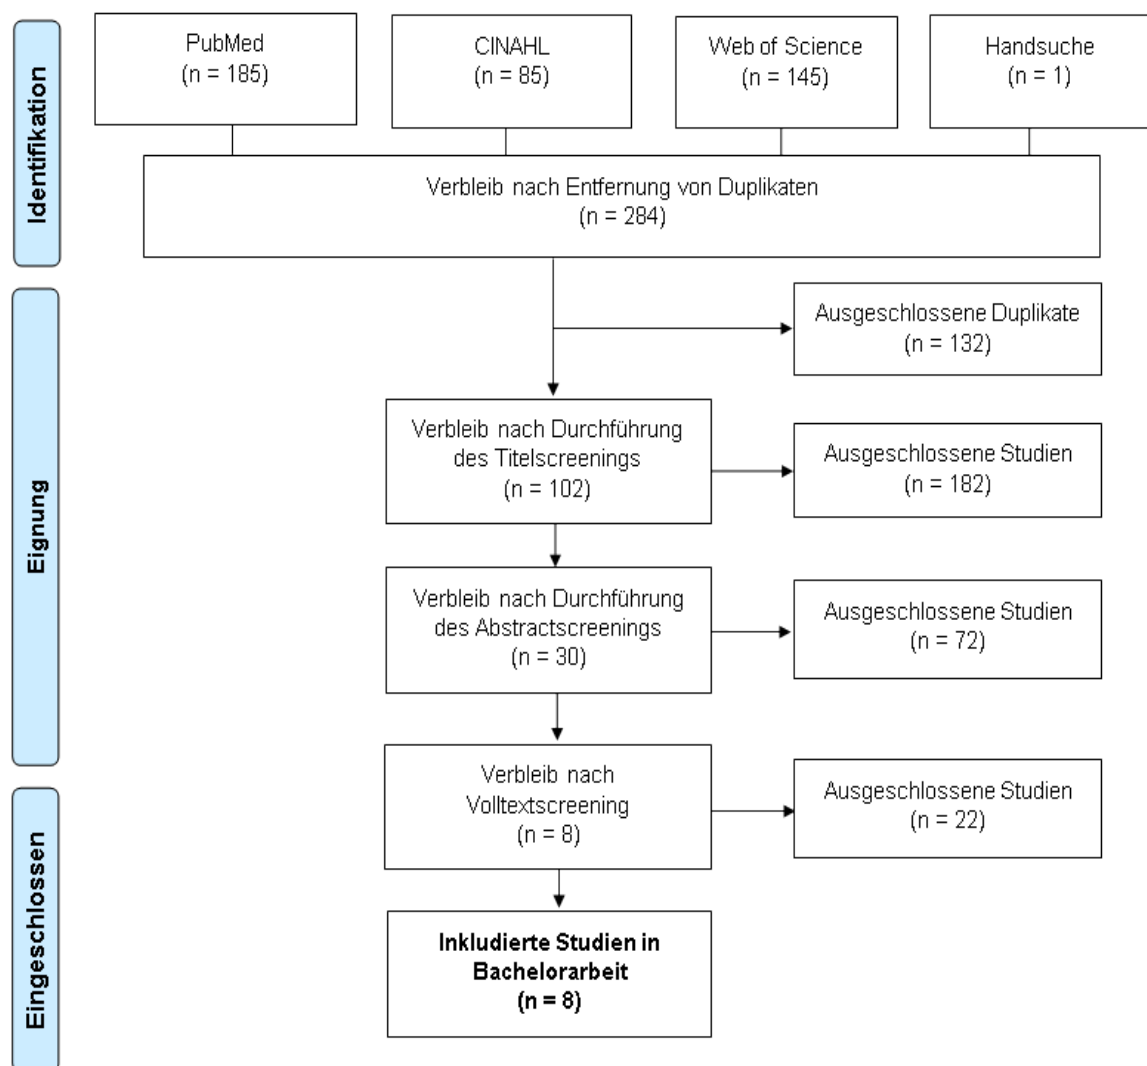 Identifikation
PubMed
(n = 185)
CINAHL
(n = 85)
Web of Science
(n = 145)
Handsuche
(n = 1)
Verbleib nach Entfernung von Duplikaten
(n = 284)
Eignung
Ausgeschlossene Duplikate
(n = 132)
Verbleib nach Durchführung
des Titelscreenings
(n = 102)
Ausgeschlossene Studien
(n = 182)
Verbleib nach Durchführung
des Abstractscreenings
(n = 30)
Ausgeschlossene Studien
(n = 72)
Verbleib nach
Volltextscreening
(n = 8)
Ausgeschlossene Studien
(n = 22)
Eingeschlossen
Inkludierte Studien in
Bachelorarbeit
(n = 8)